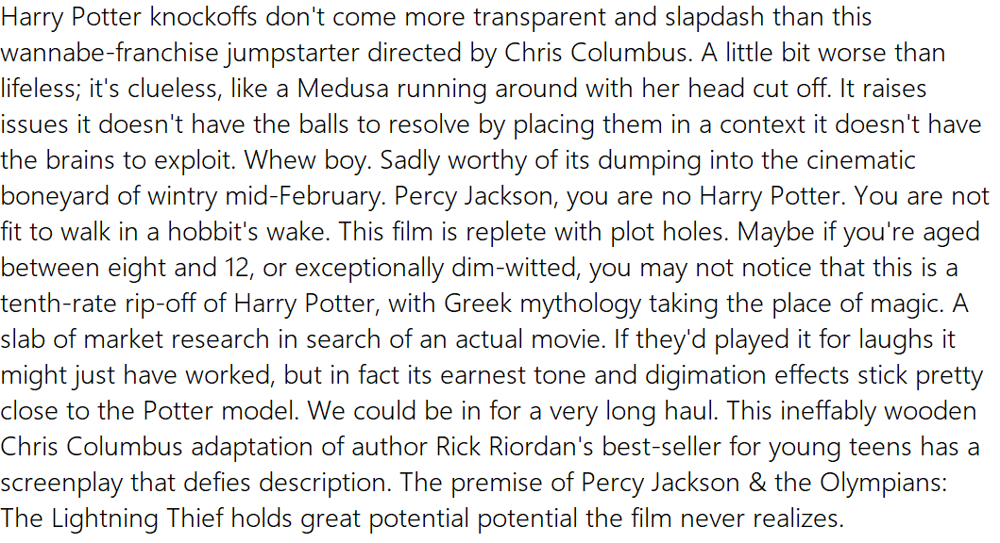 Harry Potter knockoffs don't come more transparent and slapdash than this
wannabe-franchise jumpstarter directed by Chris Columbus. A little bit worse than
lifeless; it's clueless, like a Medusa running around with her head cut off. It raises
issues it doesn't have the balls to resolve by placing them in a context it doesn't have
the brains to exploit. Whew boy. Sadly worthy of its dumping into the cinematic
boneyard of wintry mid-February. Percy Jackson, you are no Harry Potter. You are not
fit to walk in a hobbit's wake. This film is replete with plot holes. Maybe if you're aged
between eight and 12, or exceptionally dim-witted, you may not notice that this is a
tenth-rate rip-off of Harry Potter, with Greek mythology taking the place of magic. A
slab of market research in search of an actual movie. If they'd played it for laughs it
might just have worked, but in fact its earnest tone and digimation effects stick pretty
close to the Potter model. We could be in for a very long haul. This ineffably wooden
Chris Columbus adaptation of author Rick Riordan's best-seller for young teens has a
screenplay that defies description. The premise of Percy Jackson & the Olympians:
The Lightning Thief holds great potential potential the film never realizes.